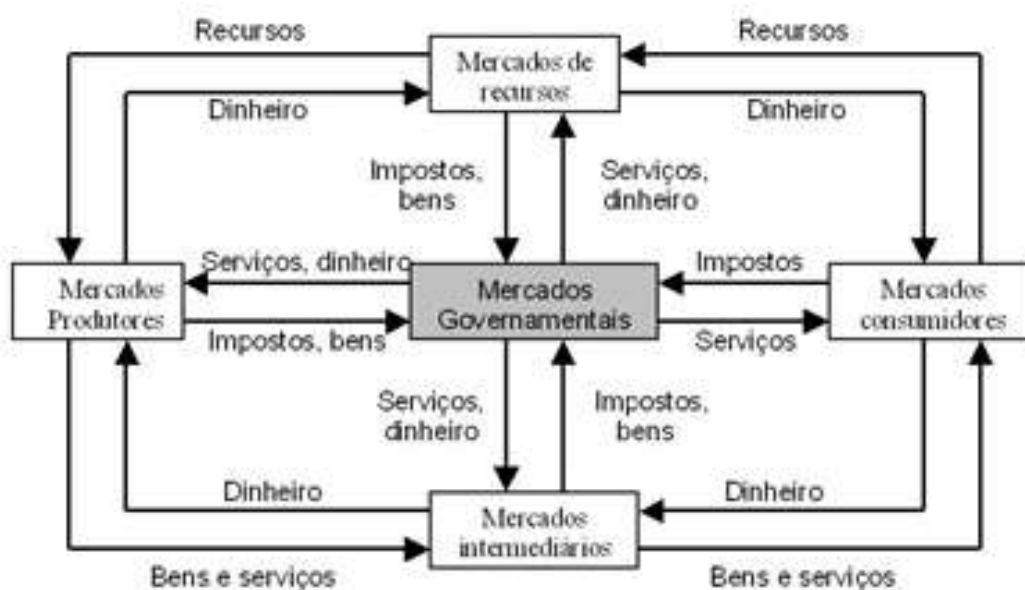 Recursos
Recursos
Mercados de
recursos
Dinheiro
Dinheiro
Impostos,
bens
Serviços,
dinheiro
Serviços, dinheiro
Impostos
Mercados
Produtores
Mercados
Governamentais
Mercados
consumidores
Impostos, bens
Serviços
Serviços,
dinheiro
Impostos,
bens
Dinheiro
Dinheiro
Mercados
intermediários
Bens e serviços
Bens e serviços